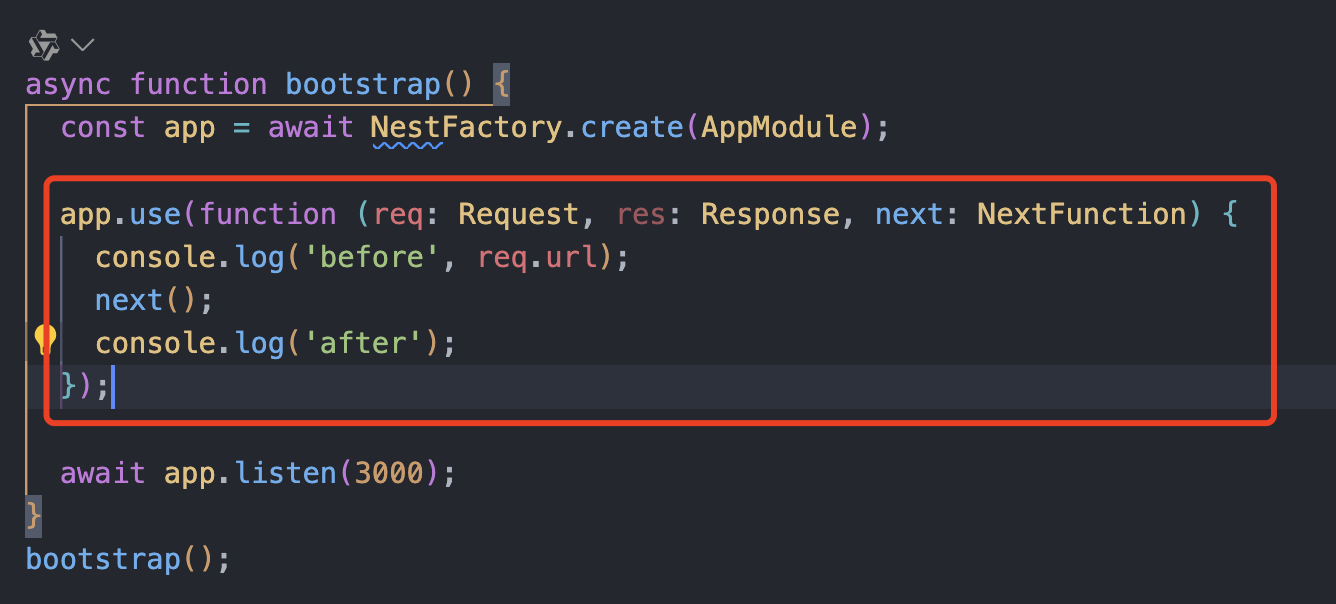 async function bootstrap() {
  const app = await NestFactory.create(AppModule);
  app.use(function (req: Request, res: Response, next: NextFunction) {
    console.log('before', req.url);
    next();
    console.log('after');
  });
  await app.listen(3000);
}
bootstrap();